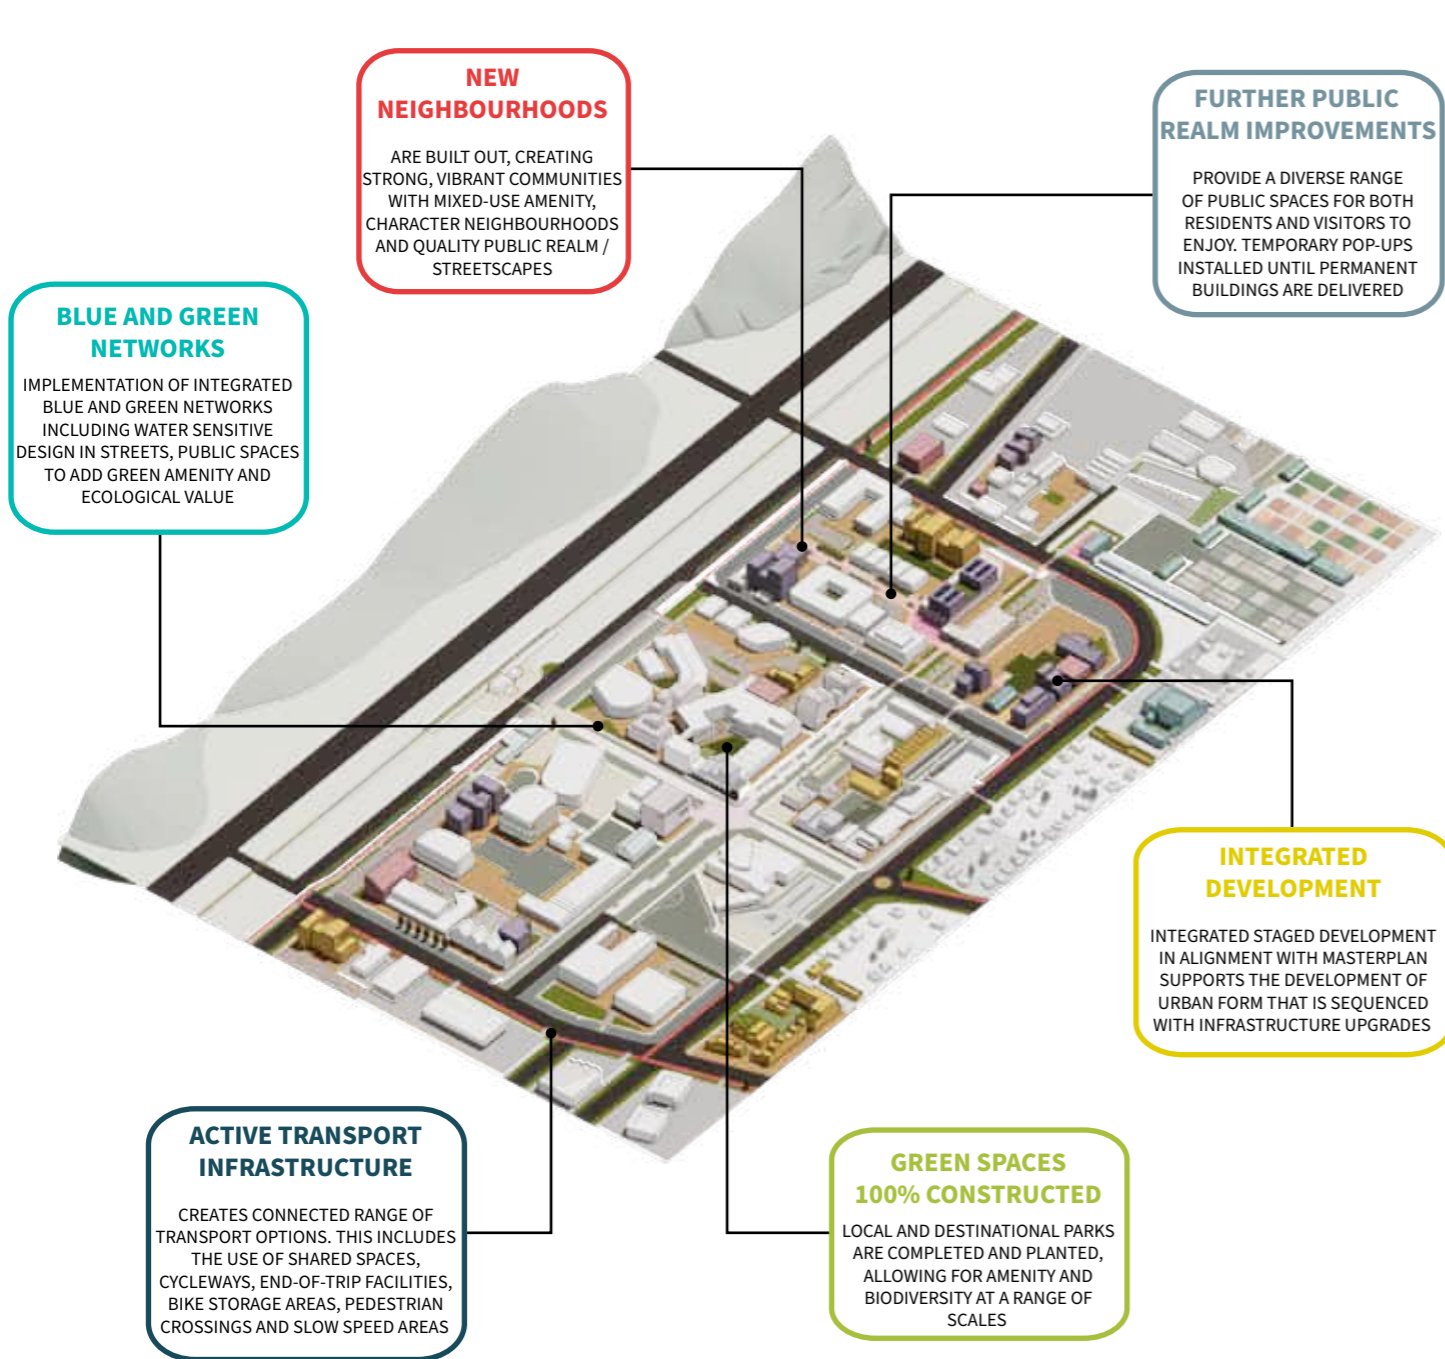 NEW
NEIGHBOURHOODS
ARE BUILT OUT, CREATING
STRONG, VIBRANT COMMUNITIES
WITH MIXED-USE AMENITY,
CHARACTER NEIGHBOURHOODS
AND QUALITY PUBLIC REALM /
STREETSCAPES
FURTHER PUBLIC
REALM IMPROVEMENTS
PROVIDE A DIVERSE RANGE
OF PUBLIC SPACES FOR BOTH
RESIDENTS AND VISITORS TO
ENJOY. TEMPORARY POP-UPS
INSTALLED UNTIL PERMANENT
BUILDINGS ARE DELIVERED
BLUE AND GREEN
NETWORKS
IMPLEMENTATION OF INTEGRATED
BLUE AND GREEN NETWORKS
INCLUDING WATER SENSITIVE
DESIGN IN STREETS, PUBLIC SPACES
TO ADD GREEN AMENITY AND
ECOLOGICAL VALUE
INTEGRATED
DEVELOPMENT
INTEGRATED STAGED DEVELOPMENT
IN ALIGNMENT WITH MASTERPLAN
SUPPORTS THE DEVELOPMENT OF
URBAN FORM THAT IS SEQUENCED
WITH INFRASTRUCTURE UPGRADES
ACTIVE TRANSPORT
INFRASTRUCTURE
CREATES CONNECTED RANGE OF
TRANSPORT OPTIONS. THIS INCLUDES
THE USE OF SHARED SPACES,
CYCLEWAYS, END-OF-TRIP FACILITIES,
BIKE STORAGE AREAS, PEDESTRIAN
CROSSINGS AND SLOW SPEED AREAS
GREEN SPACES
100% CONSTRUCTED
LOCAL AND DESTINATIONAL PARKS
ARE COMPLETED AND PLANTED,
ALLOWING FOR AMENITY AND
BIODIVERSITY AT A RANGE OF
SCALES